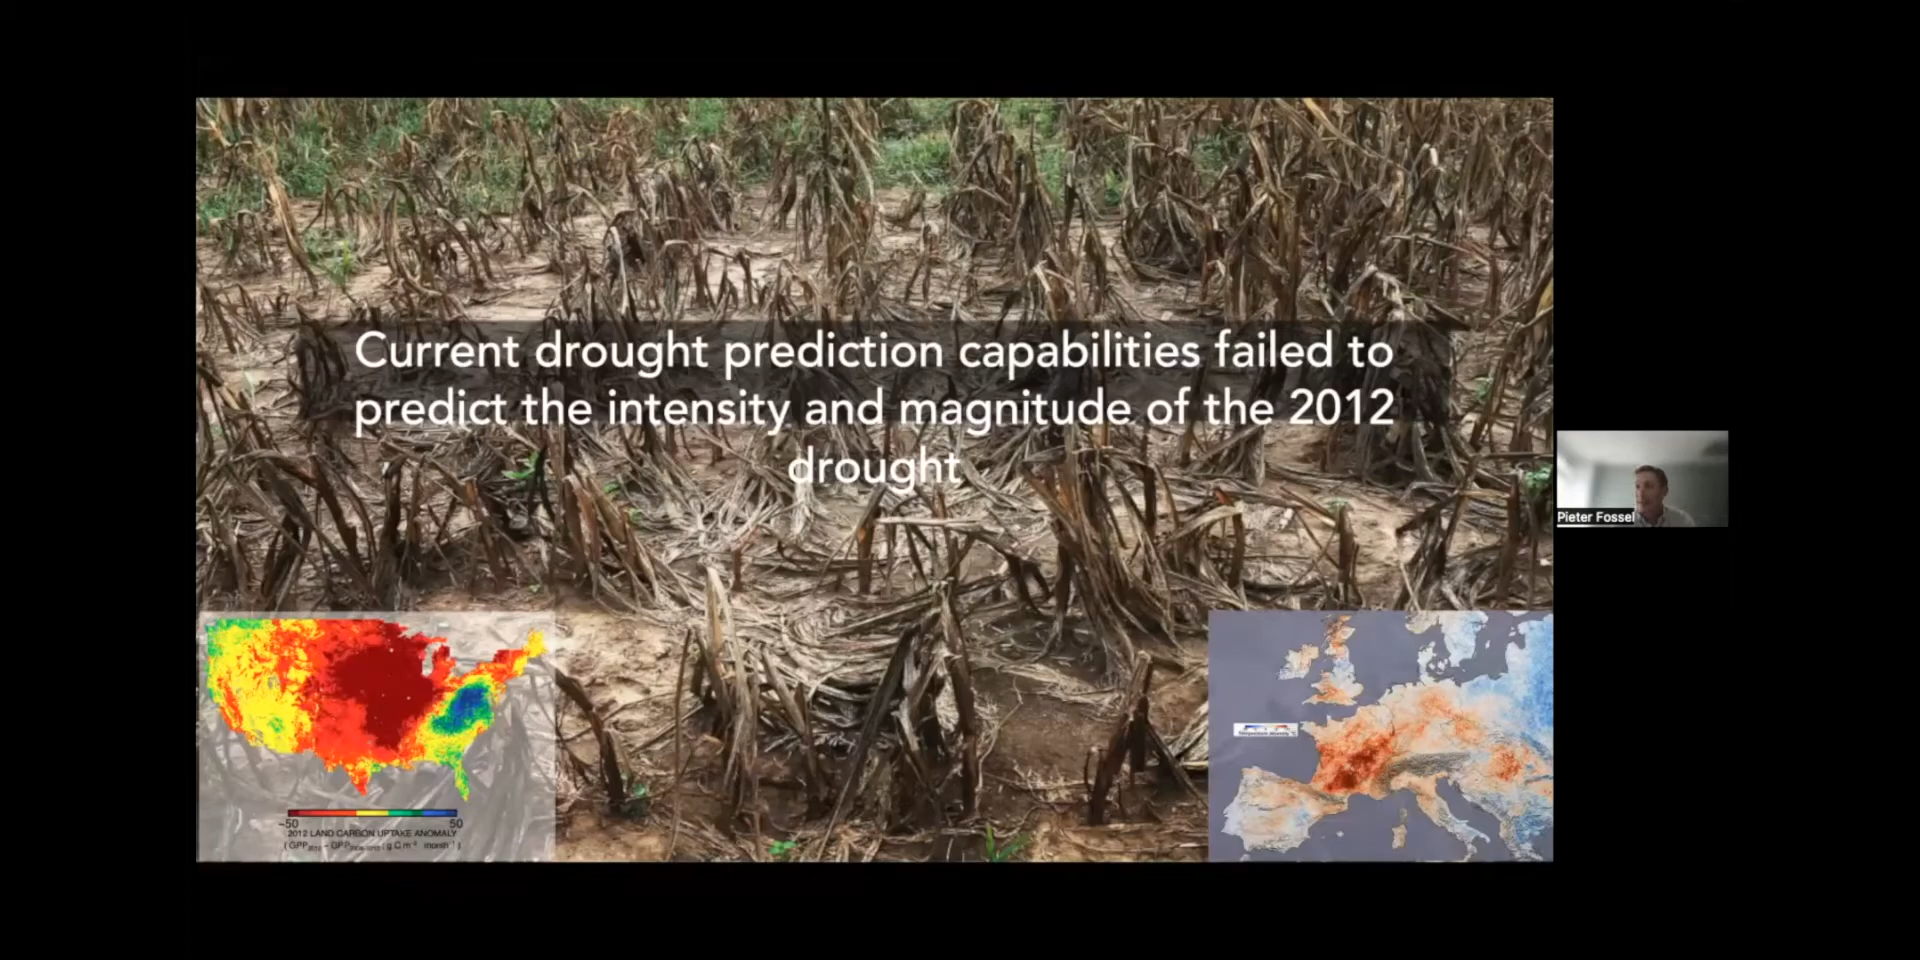 Current drought prediction capabilities failed to
predict the intensity and magnitude of the 2012
drought
Pieter Fossel
-50 50
2012 LAND CARBON UPTAKE ANOMALY